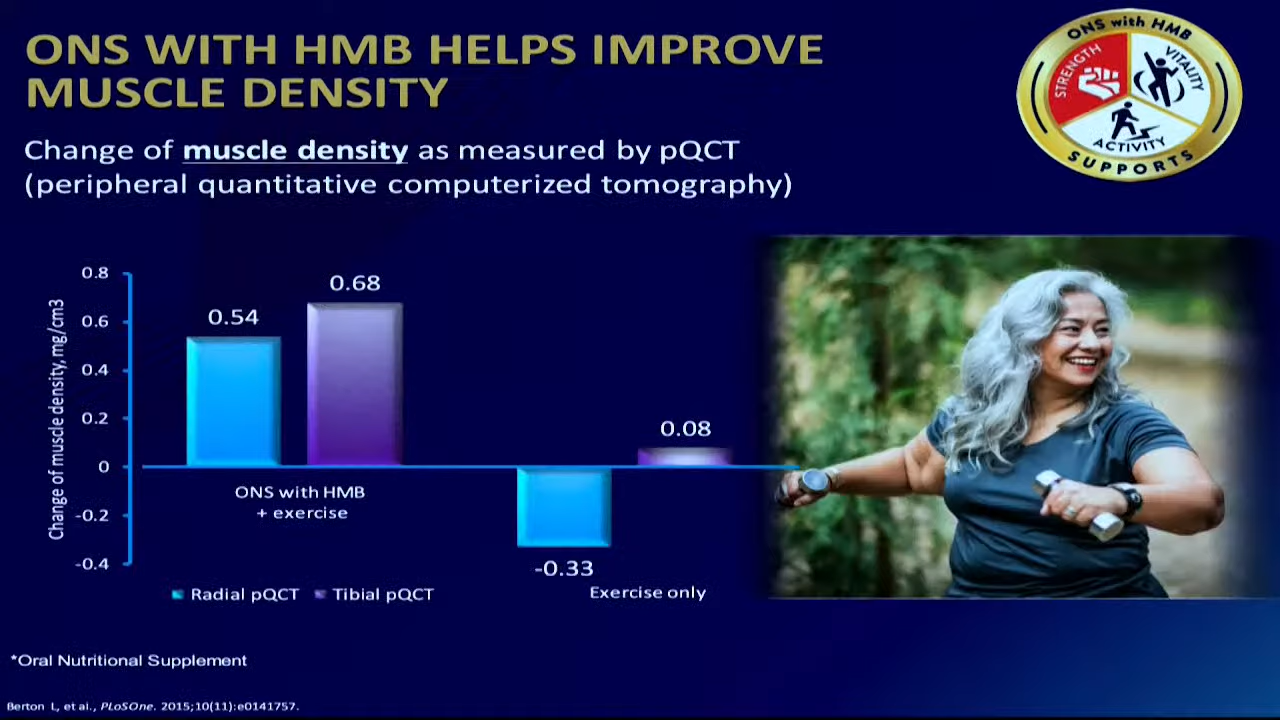 ONS WITH HMB HELPS IMPROVE
MUSCLE DENSITY
ONS with HMB
STRENGTH
VITALITY
ACTIVITY
SUPPORTS
Change of muscle density as measured by pQCT
(peripheral quantitative computerized tomography)
Change of muscle density, mg/cm3
0.8
0.6
0.4
0.2
0
-0.2
-0.4
0.54
0.68
-0.33
0.08
ONS with HMB
+ exercise
Exercise only
Radial pQCT
Tibial pQCT
*Oral Nutritional Supplement
Berton L, et al., PLoSOne. 2015;10(11):e0141757.